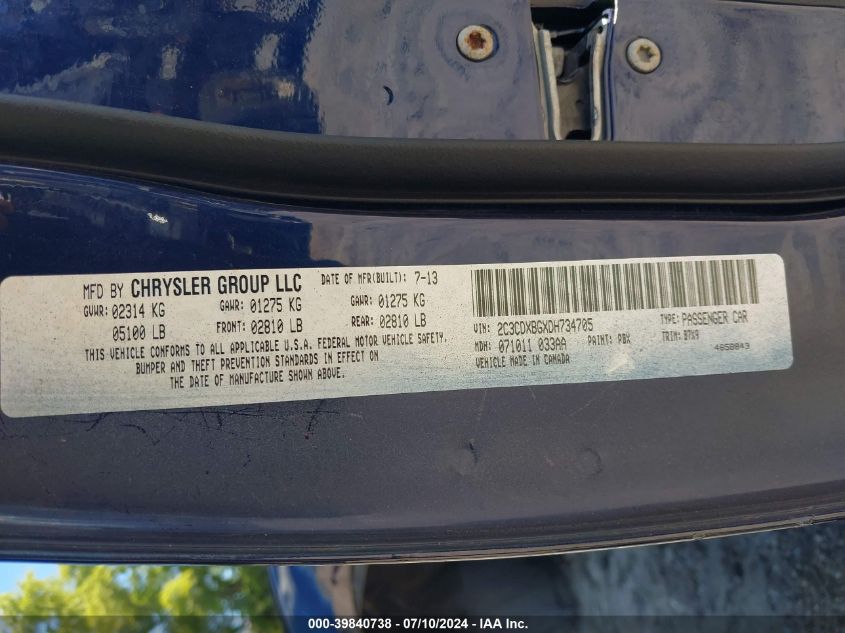 MFD BY CHRYSLER GROUP LLC DATE OF MFR(BUILT): 7-13
GVWR: 02314 KG GAWR: 01275 KG GAWR: 01275 KG
05100 LB FRONT: 02810 LB REAR: 02810 LB
THIS VEHICLE CONFORMS TO ALL APPLICABLE U.S.A. FEDERAL MOTOR VEHICLE SAFETY,
BUMPER AND THEFT PREVENTION STANDARDS IN EFFECT ON
THE DATE OF MANUFACTURE SHOWN ABOVE.
VIN: 2C3CDXBGXDH734705 TYPE: PASSENGER CAR
MDH: 071011 033AA PAINT: PBX TRIM: B7X9
VEHICLE MADE IN CANADA 4658843
000-39840738 - 07/10/2024 - IAA Inc.